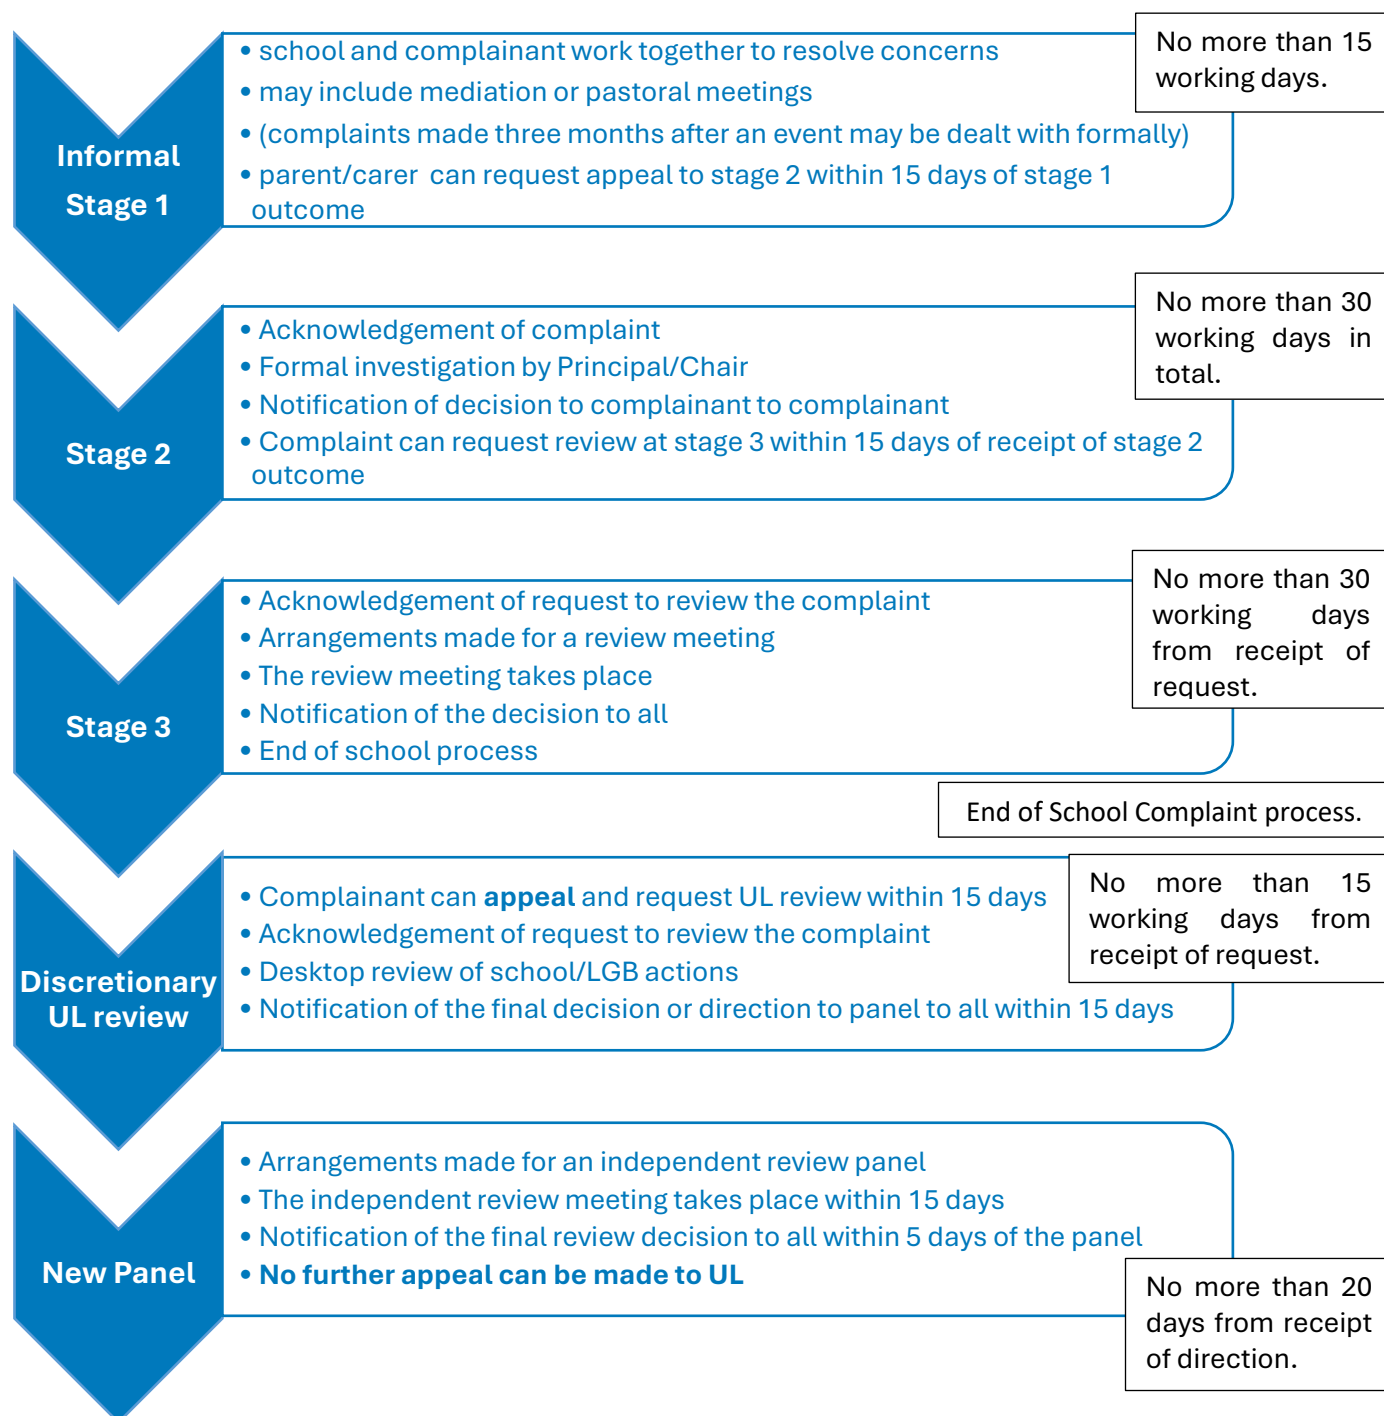 Informal
Stage 1
• school and complainant work together to resolve concerns
• may include mediation or pastoral meetings
• (complaints made three months after an event may be dealt with formally)
• parent/carer can request appeal to stage 2 within 15 days of stage 1
outcome
No more than 15
working days.
Stage 2
• Acknowledgement of complaint
• Formal investigation by Principal/Chair
• Notification of decision to complainant to complainant
• Complaint can request review at stage 3 within 15 days of receipt of stage 2
outcome
No more than 30
working days in
total.
Stage 3
• Acknowledgement of request to review the complaint
• Arrangements made for a review meeting
• The review meeting takes place
• Notification of the decision to all
• End of school process
No more than 30
working days
from receipt of
request.
End of School Complaint process.
Discretionary
UL review
• Complainant can appeal and request UL review within 15 days
• Acknowledgement of request to review the complaint
• Desktop review of school/LGB actions
• Notification of the final decision or direction to panel to all within 15 days
No more than 15
working days from
receipt of request.
New Panel
• Arrangements made for an independent review panel
• The independent review meeting takes place within 15 days
• Notification of the final review decision to all within 5 days of the panel
• No further appeal can be made to UL
No more than 20
days from receipt
of direction.